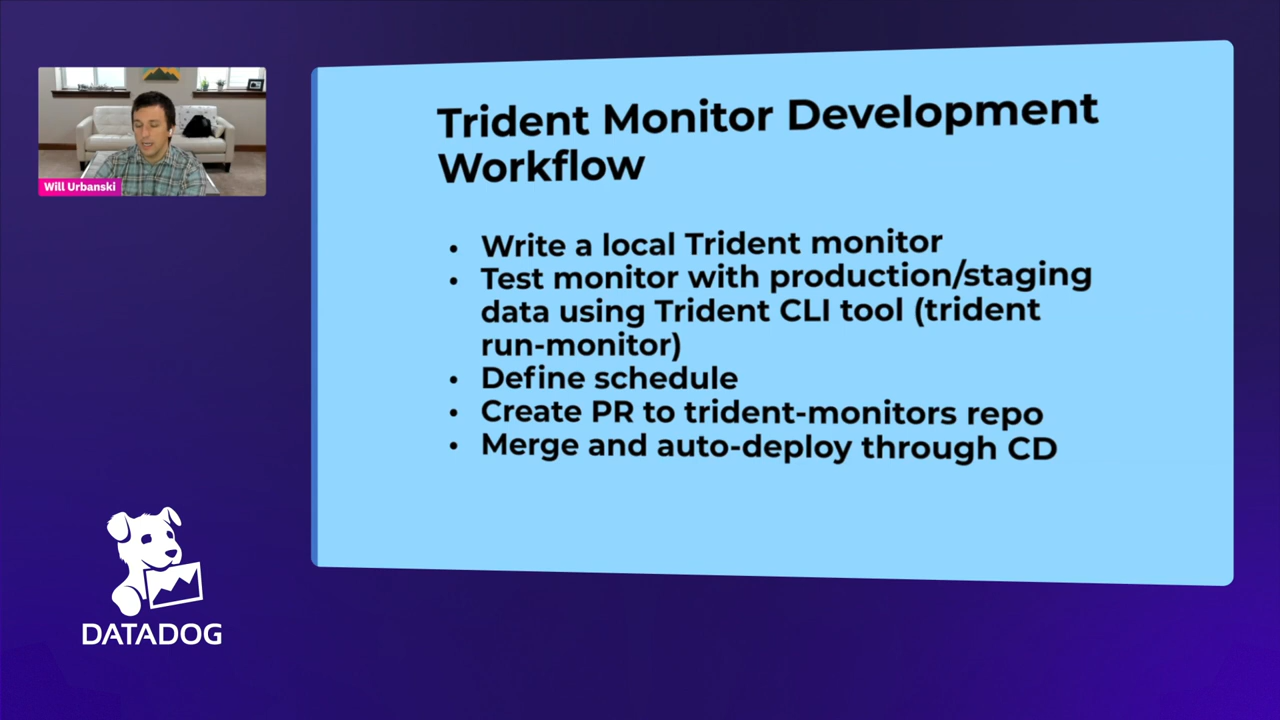 Will Urbanski
Trident Monitor Development
Workflow
• Write a local Trident monitor
• Test monitor with production/staging
data using Trident CLI tool (trident
run-monitor)
• Define schedule
• Create PR to trident-monitors repo
• Merge and auto-deploy through CD
DATADOG